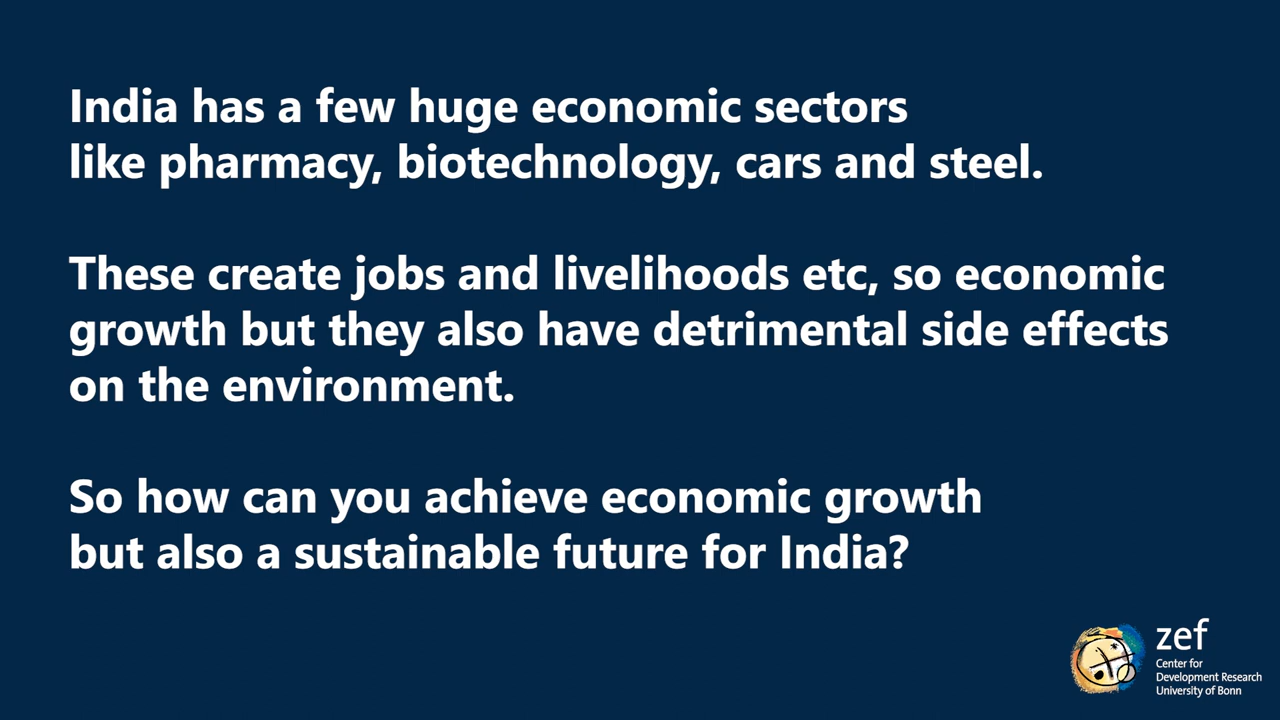 India has a few huge economic sectors
like pharmacy, biotechnology, cars and steel.
These create jobs and livelihoods etc, so economic
growth but they also have detrimental side effects
on the environment.
So how can you achieve economic growth
but also a sustainable future for India?
zef
Center for
Development Research
University of Bonn